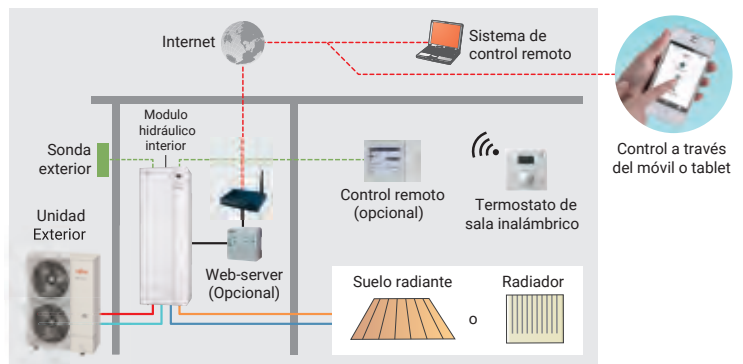 Internet
Sistema de
control remoto
Modulo
hidráulico
interior
Sonda
exterior
Control remoto
(opcional)
Termostato de
sala inalámbrico
Control a través
del móvil o tablet
Unidad
Exterior
Web-server
(Opcional)
Suelo radiante
o
Radiador